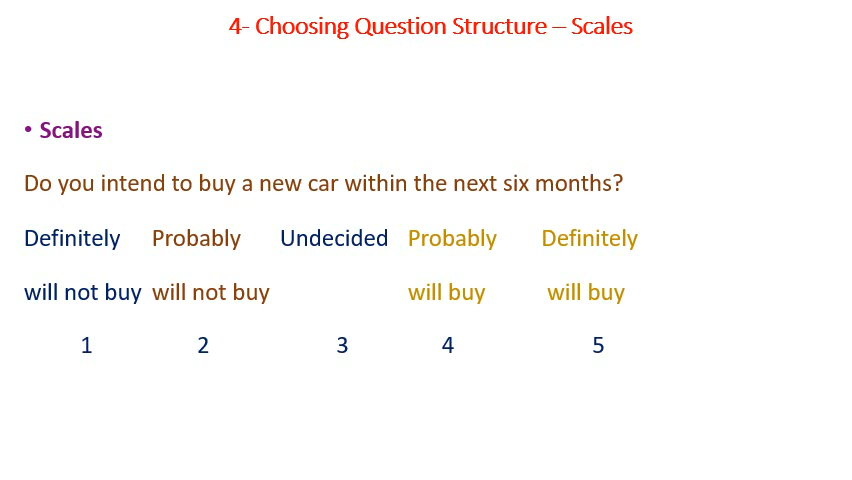 4- Choosing Question Structure – Scales
• Scales
Do you intend to buy a new car within the next six months?
Definitely Probably Undecided Probably Definitely
will not buy will not buy will buy will buy
1 2 3 4 5